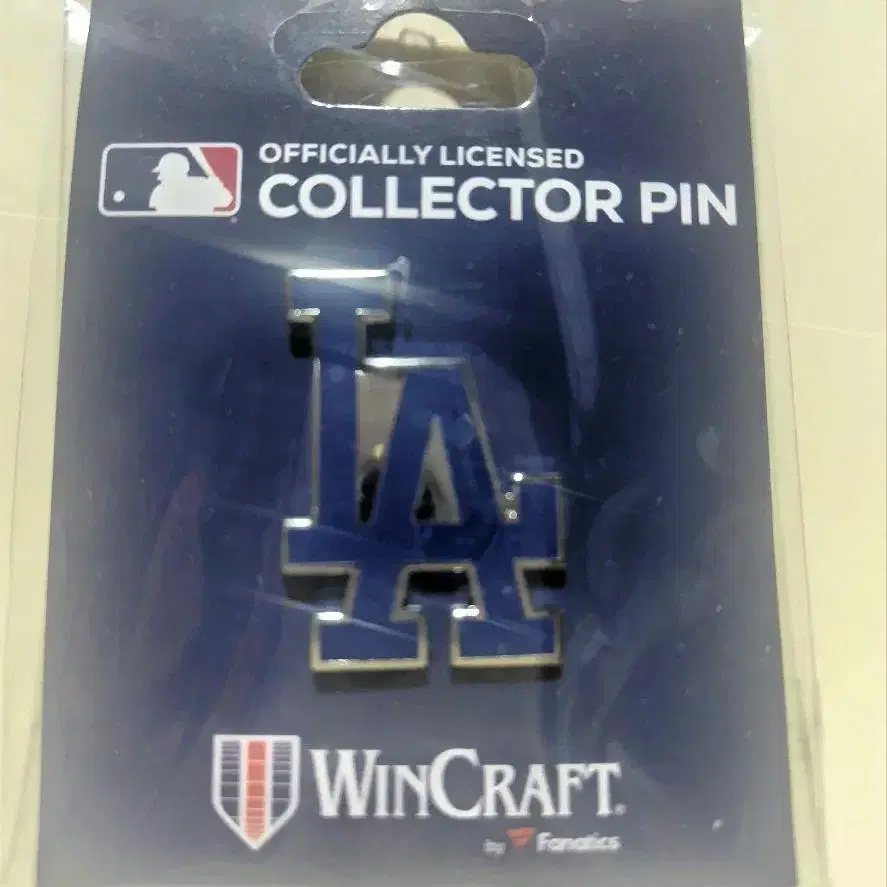 OFFICIALLY LICENSED
COLLECTOR PIN
LA
WINCRAFT.
by Fanatics